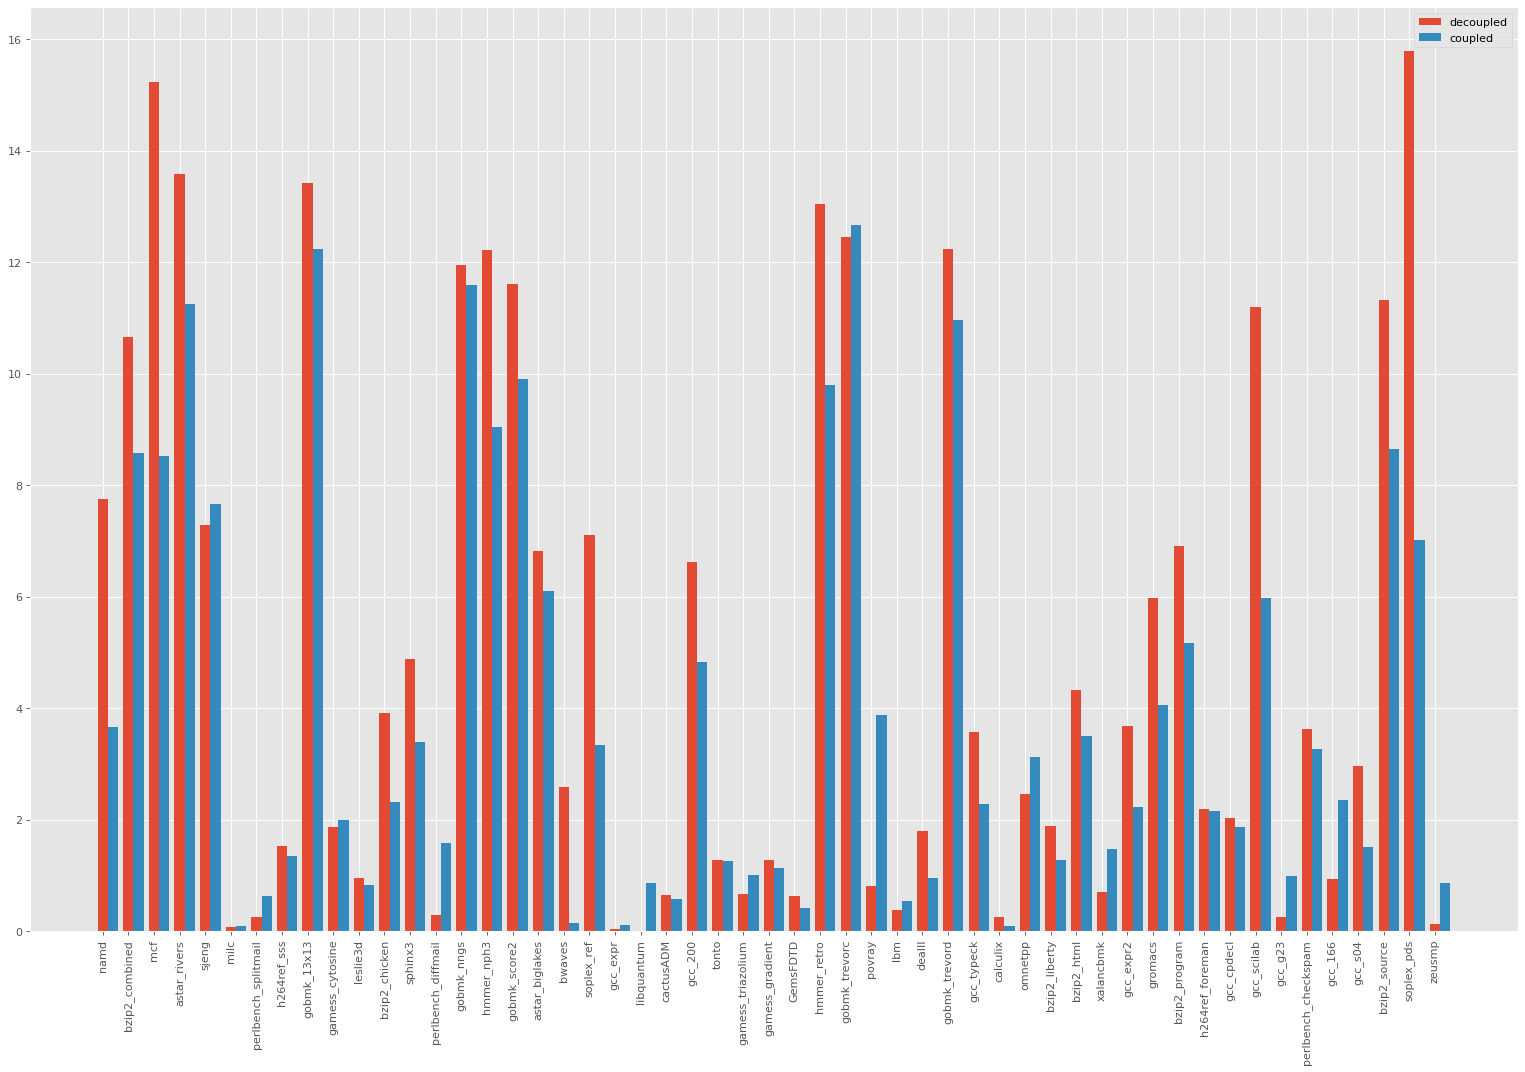 decoupled
coupled
16
14
12
10
8
6
4
2
0
namd
bzip2_combined
mcf
astar_rivers
sjeng
milc
perlbench_splitmail
h264ref_sss
gobmk_13x13
gamess_cytosine
leslie3d
bzip2_chicken
sphinx3
perlbench_diffmail
gobmk_nngs
hmmer_nph3
gobmk_score2
astar_biglakes
bwaves
soplex_ref
gcc_expr
libquantum
cactusADM
gcc_200
tonto
gamess_triazolium
gamess_gradient
GemsFDTD
hmmer_retro
gobmk_trevorc
povray
lbm
dealII
gobmk_trevord
gcc_typeck
calculix
omnetpp
bzip2_liberty
bzip2_html
xalancbmk
gcc_expr2
gromacs
bzip2_program
h264ref_foreman
gcc_cpdecl
gcc_scilab
gcc_g23
perlbench_checkspam
gcc_166
gcc_s04
bzip2_source
soplex_pds
zeusmp